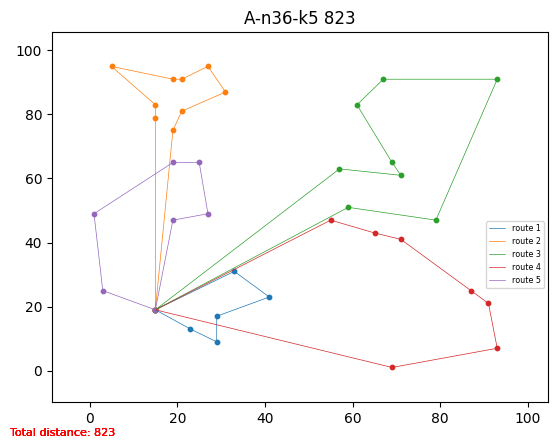 A-n36-k5 823
100
80
60
40
20
0
route 1
route 2
route 3
route 4
route 5
0 20 40 60 80 100
Total distance: 823